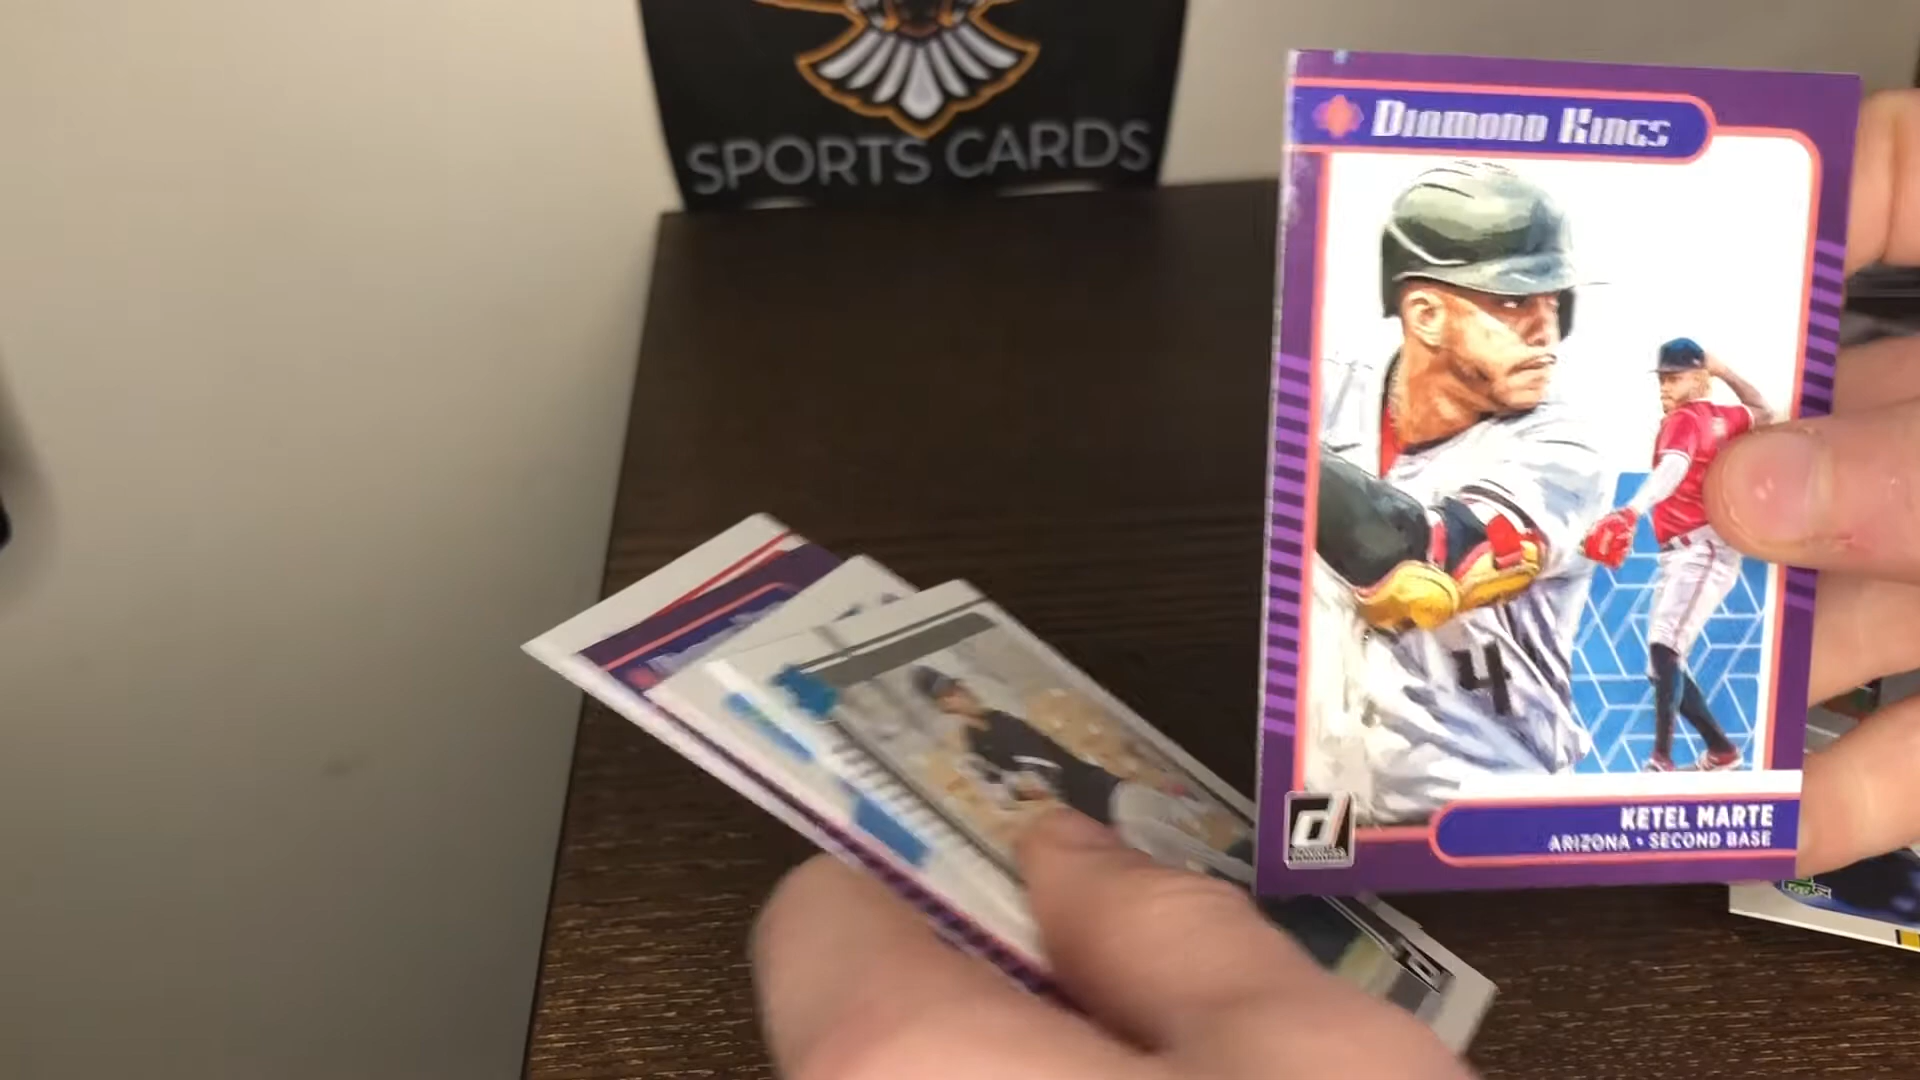 SPORTS CARDS
DIAMOND KINGS
4
d
KETEL MARTE
ARIZONA • SECOND BASE